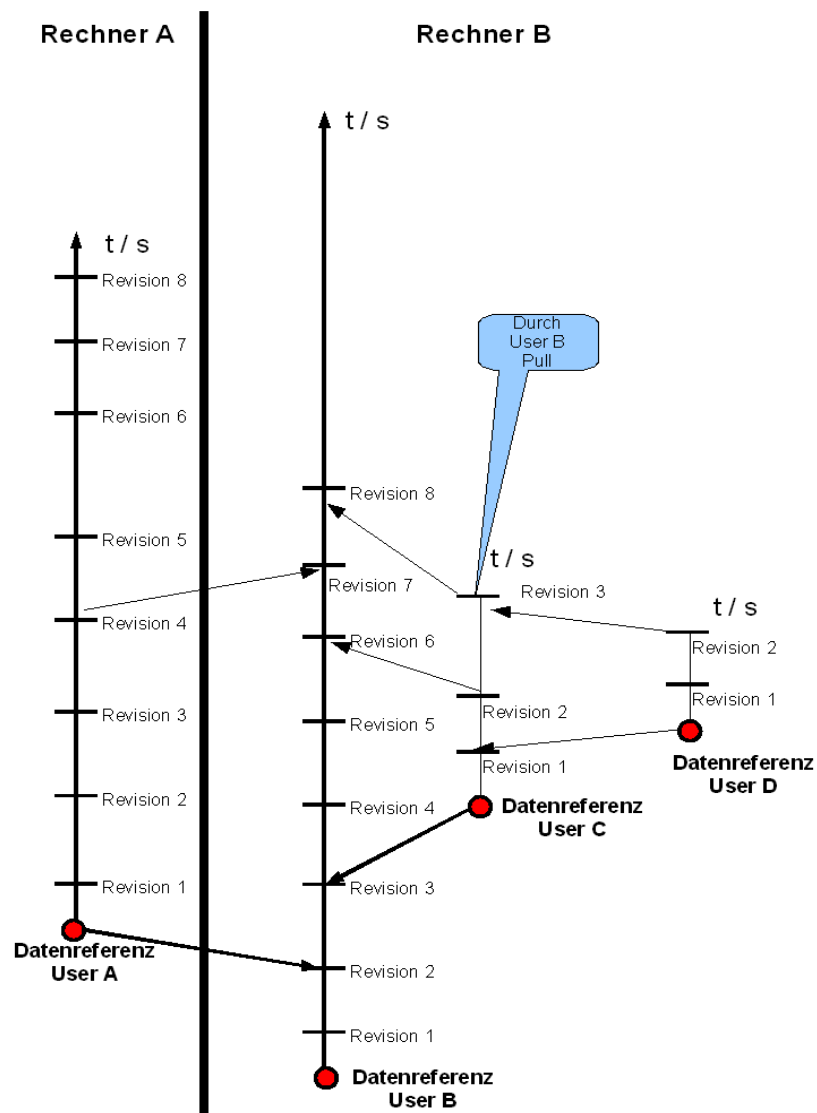 Rechner A
Rechner B
t / s
t / s
Revision 8
Revision 7
Revision 6
Revision 5
Revision 4
Revision 3
Revision 2
Revision 1
Datenreferenz
User A
Durch
User B
Pull
Revision 8
Revision 7
Revision 6
Revision 5
Revision 4
Revision 3
Revision 2
Revision 1
Datenreferenz
User B
t / s
Revision 3
Revision 2
Revision 1
Datenreferenz
User C
t / s
Revision 2
Revision 1
Datenreferenz
User D